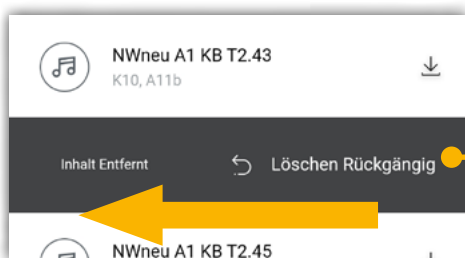 NWneu A1 KB T2.43
K10, A11b
Inhalt Entfernt Löschen Rückgängig
NWneu A1 KB T2.45